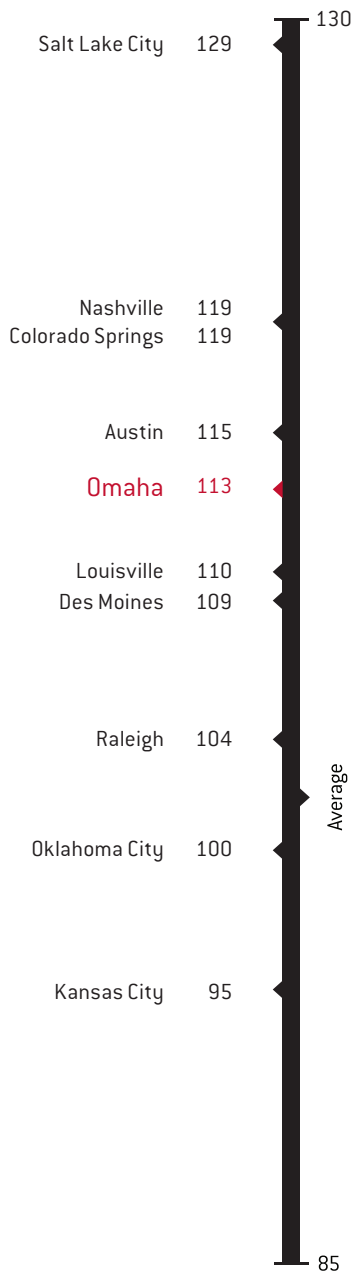 130
Salt Lake City 129
Nashville 119
Colorado Springs 119
Austin 115
Omaha 113
Louisville 110
Des Moines 109
Raleigh 104
Average
Oklahoma City 100
Kansas City 95
85